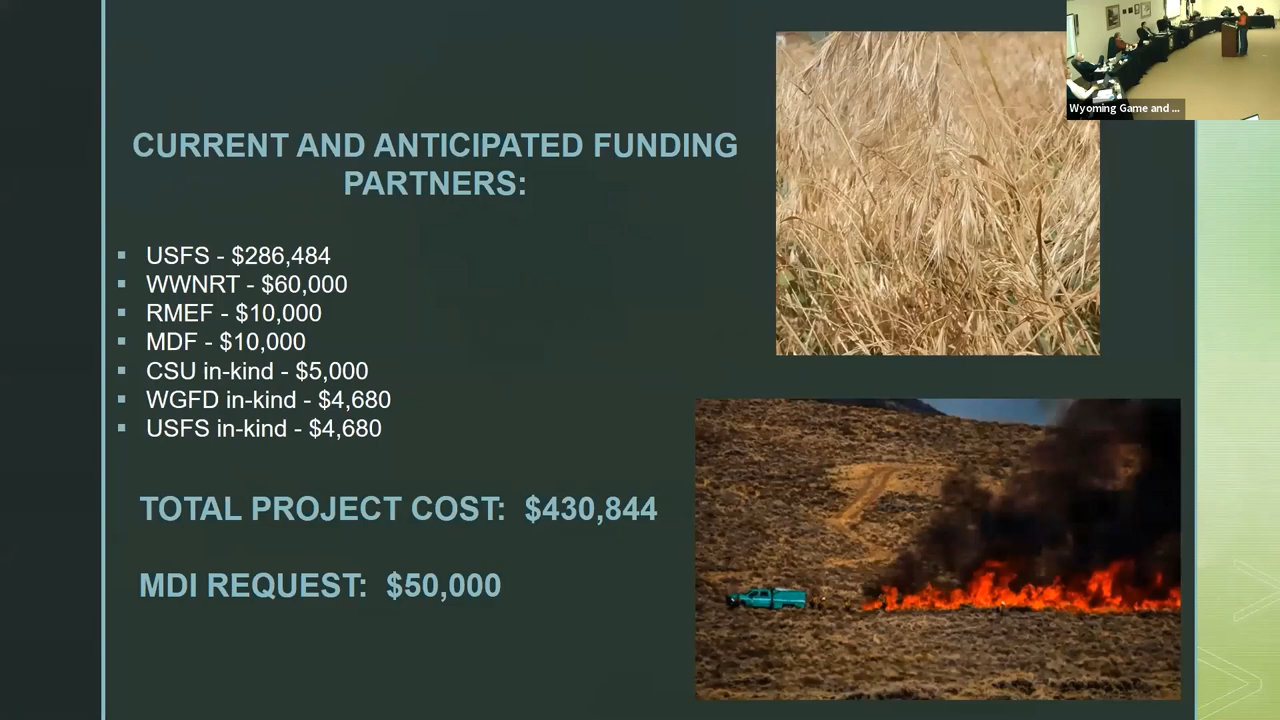 CURRENT AND ANTICIPATED FUNDING
PARTNERS:
USFS - $286,484
WWNRT - $60,000
RMEF - $10,000
MDF - $10,000
CSU in-kind - $5,000
WGFD in-kind - $4,680
USFS in-kind - $4,680
TOTAL PROJECT COST: $430,844
MDI REQUEST: $50,000
Wyoming Game and ...